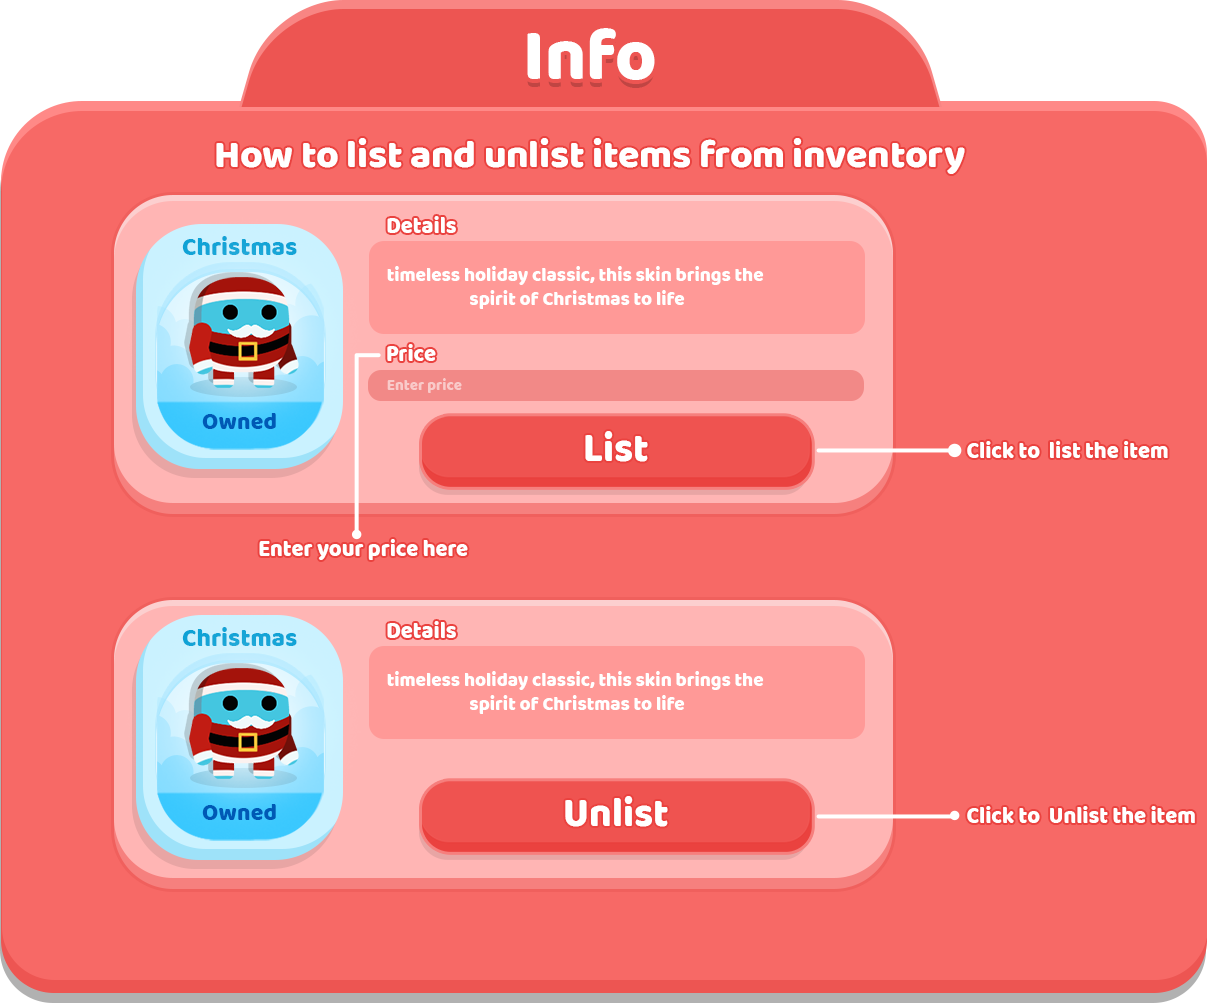 Info
How to list and unlist items from inventory
Christmas
Owned
Details
timeless holiday classic, this skin brings the
spirit of Christmas to life
Price
Enter price
List
Click to list the item
Enter your price here
Christmas
Owned
Details
timeless holiday classic, this skin brings the
spirit of Christmas to life
Unlist
Click to Unlist the item